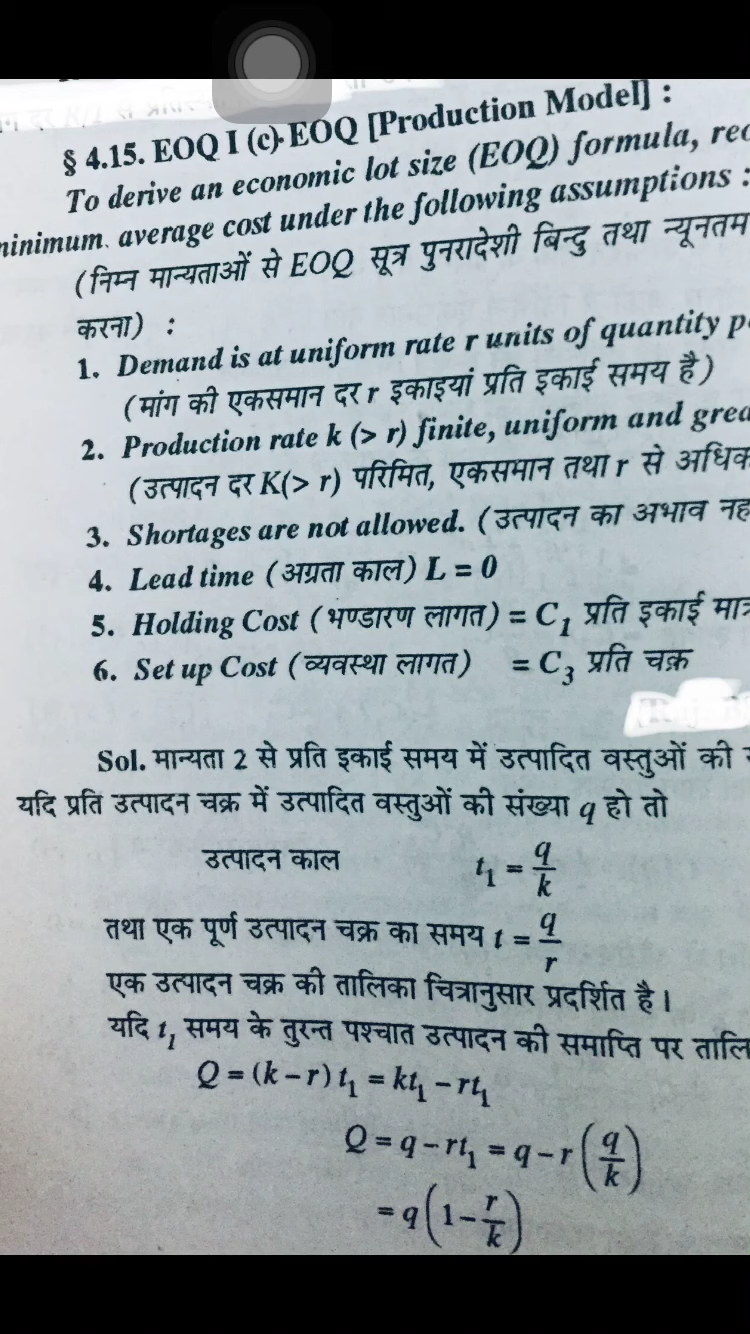 § 4.15. EOQ I (c)-EOQ [Production Model] :
To derive an economic lot size (EOQ) formula,
minimum. average cost under the following assumptions :
(निम्न मान्यताओं से EOQ सूत्र पुनरादेशी बिन्दु तथा न्यूनतम
करना) :
1. Demand is at uniform rate r units of quantity
(मांग की एकसमान दर r इकाइयां प्रति इकाई समय है)
2. Production rate k (> r) finite, uniform and
(उत्पादन दर K(> r) परिमित, एकसमान तथा r से अधिक
3. Shortages are not allowed. (उत्पादन का अभाव
4. Lead time (अग्रता काल) L = 0
5. Holding Cost (भण्डारण लागत) = C₁ प्रति इकाई
6. Set up Cost (व्यवस्था लागत) = C₃ प्रति चक्र
Sol. मान्यता 2 से प्रति इकाई समय में उत्पादित वस्तुओं की
यदि प्रति उत्पादन चक्र में उत्पादित वस्तुओं की संख्या q हो तो
उत्पादन काल t₁ = q/k
तथा एक पूर्ण उत्पादन चक्र का समय t = q/r
एक उत्पादन चक्र की तालिका चित्रानुसार प्रदर्शित है।
यदि t₁ समय के तुरन्त पश्चात उत्पादन की समाप्ति पर
Q = (k – r) t₁ = kt₁ – rt₁
Q = q – rt₁ = q – r (q/k)
= q (1 – r/k)